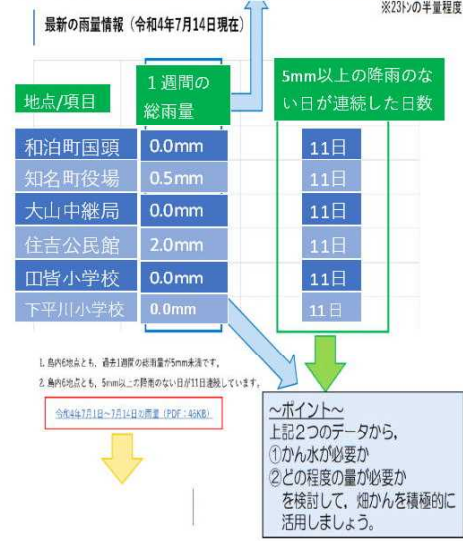 ※23㌧の半量程度
最新の雨量情報（令和4年7月14日現在）
地点/項目
１週間の
総雨量
5mm以上の降雨のな
い日が連続した日数
和泊町国頭 0.0mm 11日
知名町役場 0.5mm 11日
大山中継局 0.0mm 11日
住吉公民館 2.0mm 11日
田皆小学校 0.0mm 11日
下平川小学校 0.0mm 11日
1. 島内6地点とも、過去1週間の総雨量が5mm未満です。
2. 島内6地点とも、5mm以上の降雨のない日が11日連続しています。
令和4年7月1日～7月14日の雨量（PDF：46KB）
～ポイント～
上記２つのデータから，
①かん水が必要か
②どの程度の量が必要か
を検討して，畑かんを積極的に
活用しましょう。